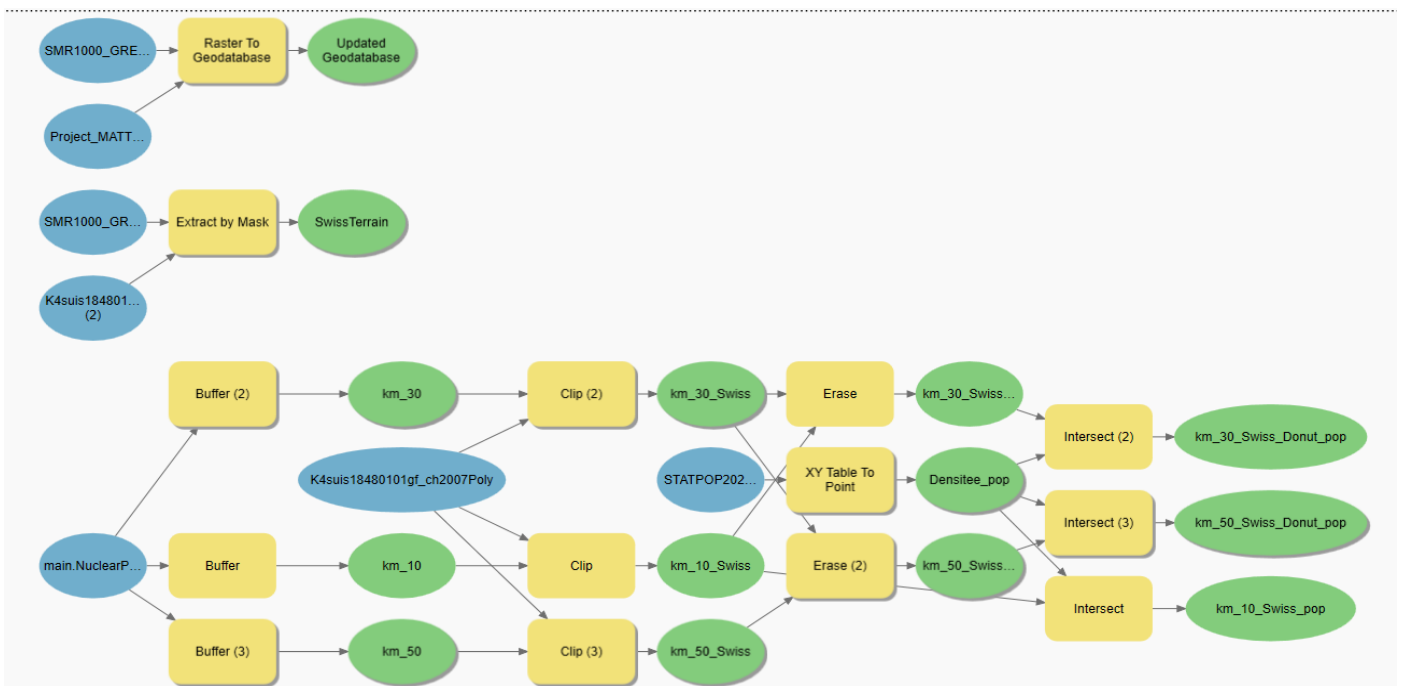 SMR1000_GRE...
Raster To
Geodatabase
Updated
Geodatabase
Project_MATT...
SMR1000_GR...
Extract by Mask
SwissTerrain
K4suis184801...
(2)
Buffer (2)
km_30
Clip (2)
km_30_Swiss
Erase
km_30_Swiss...
Intersect (2)
km_30_Swiss_Donut_pop
K4suis18480101gf_ch2007Poly
STATPOP202...
XY Table To
Point
Densitee_pop
Intersect (3)
km_50_Swiss_Donut_pop
main.NuclearP...
Buffer
km_10
Clip
km_10_Swiss
Erase (2)
km_50_Swiss...
Intersect
km_10_Swiss_pop
Buffer (3)
km_50
Clip (3)
km_50_Swiss